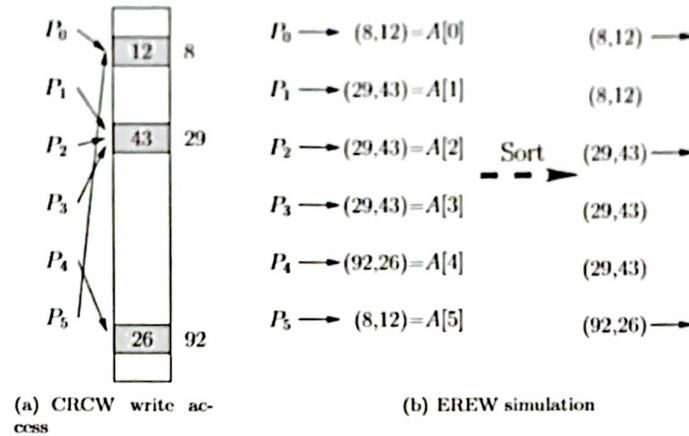 P₀ 12 8
P₁
P₂ 43 29
P₃
P₄
P₅ 26 92
(a) CRCW write ac-
cess
P₀ (8,12)=A[0] (8,12)
P₁ (29,43)=A[1] (8,12)
P₂ (29,43)=A[2] Sort (29,43)
P₃ (29,43)=A[3] (29,43)
P₄ (92,26)=A[4] (29,43)
P₅ (8,12)=A[5] (92,26)
(b) EREW simulation